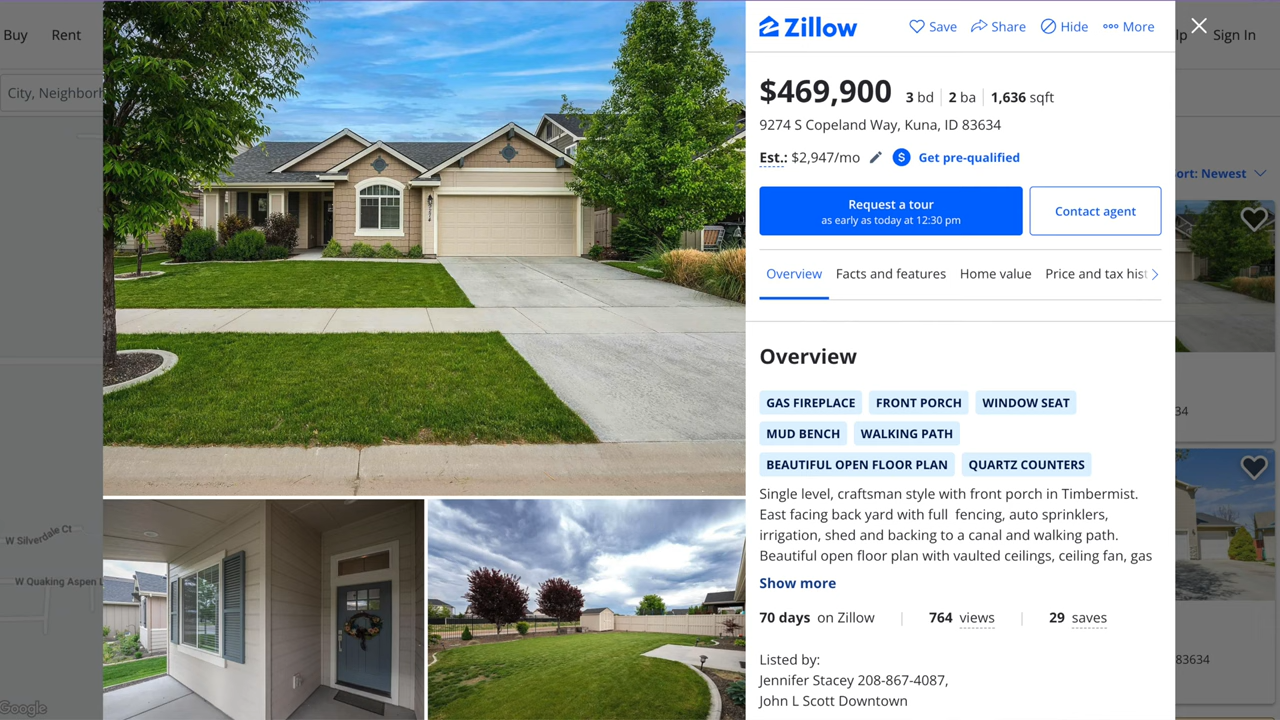 Buy Rent
City, Neighborh
W Silverdale Ct
W Quaking Aspen L
Google
Zillow
Save Share Hide More
lp Sign In
$469,900 3 bd 2 ba 1,636 sqft
9274 S Copeland Way, Kuna, ID 83634
Est.: $2,947/mo $ Get pre-qualified
Request a tour
as early as today at 12:30 pm
Contact agent
ort: Newest
Overview Facts and features Home value Price and tax hist
Overview
GAS FIREPLACE FRONT PORCH WINDOW SEAT
MUD BENCH WALKING PATH
BEAUTIFUL OPEN FLOOR PLAN QUARTZ COUNTERS
Single level, craftsman style with front porch in Timbermist.
East facing back yard with full fencing, auto sprinklers,
irrigation, shed and backing to a canal and walking path.
Beautiful open floor plan with vaulted ceilings, ceiling fan, gas
Show more
70 days on Zillow 764 views 29 saves
Listed by:
Jennifer Stacey 208-867-4087,
John L Scott Downtown
34
83634